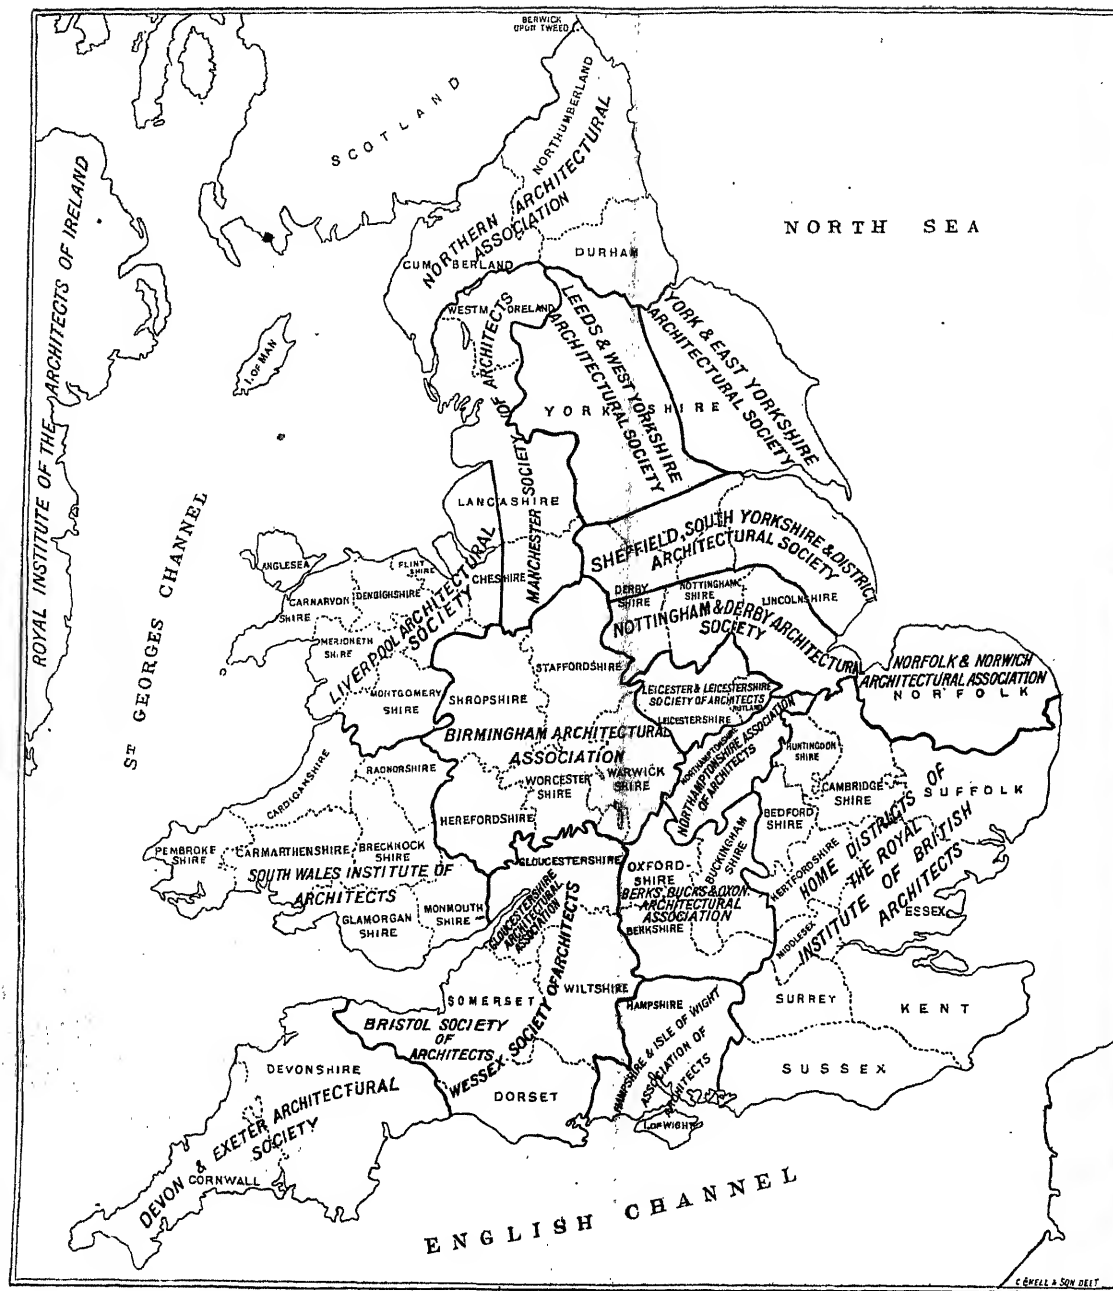 BERWICK
UPON TWEED
SCOTLAND
NORTHUMBERLAND
NORTHERN ARCHITECTURAL
ASSOCIATION
CUMBERLAND
DURHAM
NORTH SEA
ROYAL INSTITUTE OF THE ARCHITECTS OF IRELAND
I. OF MAN
WESTMORELAND
MANCHESTER SOCIETY OF ARCHITECTS
LEEDS & WEST YORKSHIRE
ARCHITECTURAL SOCIETY
YORK & EAST YORKSHIRE
ARCHITECTURAL SOCIETY
YORKSHIRE
LANCASHIRE
ST GEORGES CHANNEL
SHEFFIELD, SOUTH YORKSHIRE & DISTRICT
ARCHITECTURAL SOCIETY
ANGLESEA
FLINT
SHIRE
CARNARVON
SHIRE
DENBIGHSHIRE
CHESHIRE
LIVERPOOL ARCHITECTURAL
SOCIETY
MERIONETH
SHIRE
MONTGOMERY
SHIRE
DERBY
SHIRE
NOTTINGHAM
SHIRE
LINCOLNSHIRE
NOTTINGHAM & DERBY ARCHITECTURAL
SOCIETY
SHROPSHIRE
STAFFORDSHIRE
LEICESTER & LEICESTERSHIRE
SOCIETY OF ARCHITECTS
RUTLAND
LEICESTERSHIRE
NORFOLK & NORWICH
ARCHITECTURAL ASSOCIATION
NORFOLK
BIRMINGHAM ARCHITECTURAL
ASSOCIATION
WORCESTER
SHIRE
WARWICK
SHIRE
NORTHAMPTONSHIRE
NORTHAMPTONSHIRE ASSOCIATION
OF ARCHITECTS
HUNTINGDON
SHIRE
CAMBRIDGE
SHIRE
SUFFOLK
BEDFORD
SHIRE
CARDIGANSHIRE
RADNORSHIRE
HEREFORDSHIRE
PEMBROKE
SHIRE
CARMARTHENSHIRE
BRECKNOCK
SHIRE
SOUTH WALES INSTITUTE OF
ARCHITECTS
GLAMORGAN
SHIRE
MONMOUTH
SHIRE
GLOUCESTERSHIRE
GLOUCESTERSHIRE
ARCHITECTURAL
ASSOCIATION
OXFORD-
SHIRE
BUCKINGHAM
SHIRE
BERKS, BUCKS & OXON
ARCHITECTURAL
ASSOCIATION
BERKSHIRE
HERTFORDSHIRE
HOME DISTRICTS OF
THE ROYAL
INSTITUTE OF BRITISH
ARCHITECTS
ESSEX
MIDDLESEX
SOMERSET
WILTSHIRE
BRISTOL SOCIETY
OF
ARCHITECTS
WESSEX SOCIETY OF ARCHITECTS
HAMPSHIRE
HAMPSHIRE & ISLE OF WIGHT
ASSOCIATION OF
ARCHITECTS
SURREY
KENT
SUSSEX
DEVONSHIRE
DORSET
I. OF WIGHT
DEVON & EXETER ARCHITECTURAL
SOCIETY
CORNWALL
ENGLISH CHANNEL